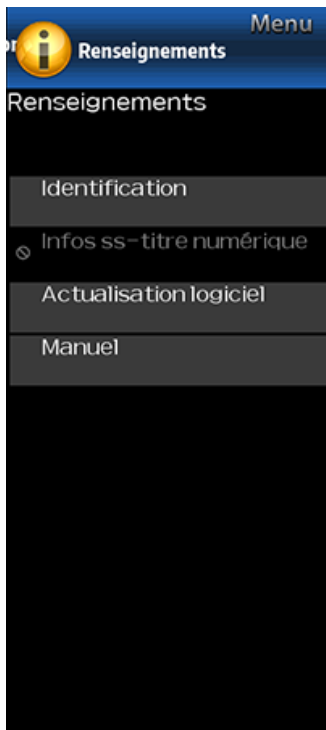 Menu
Renseignements
Renseignements
Identification
Infos ss-titre numérique
Actualisation logiciel
Manuel